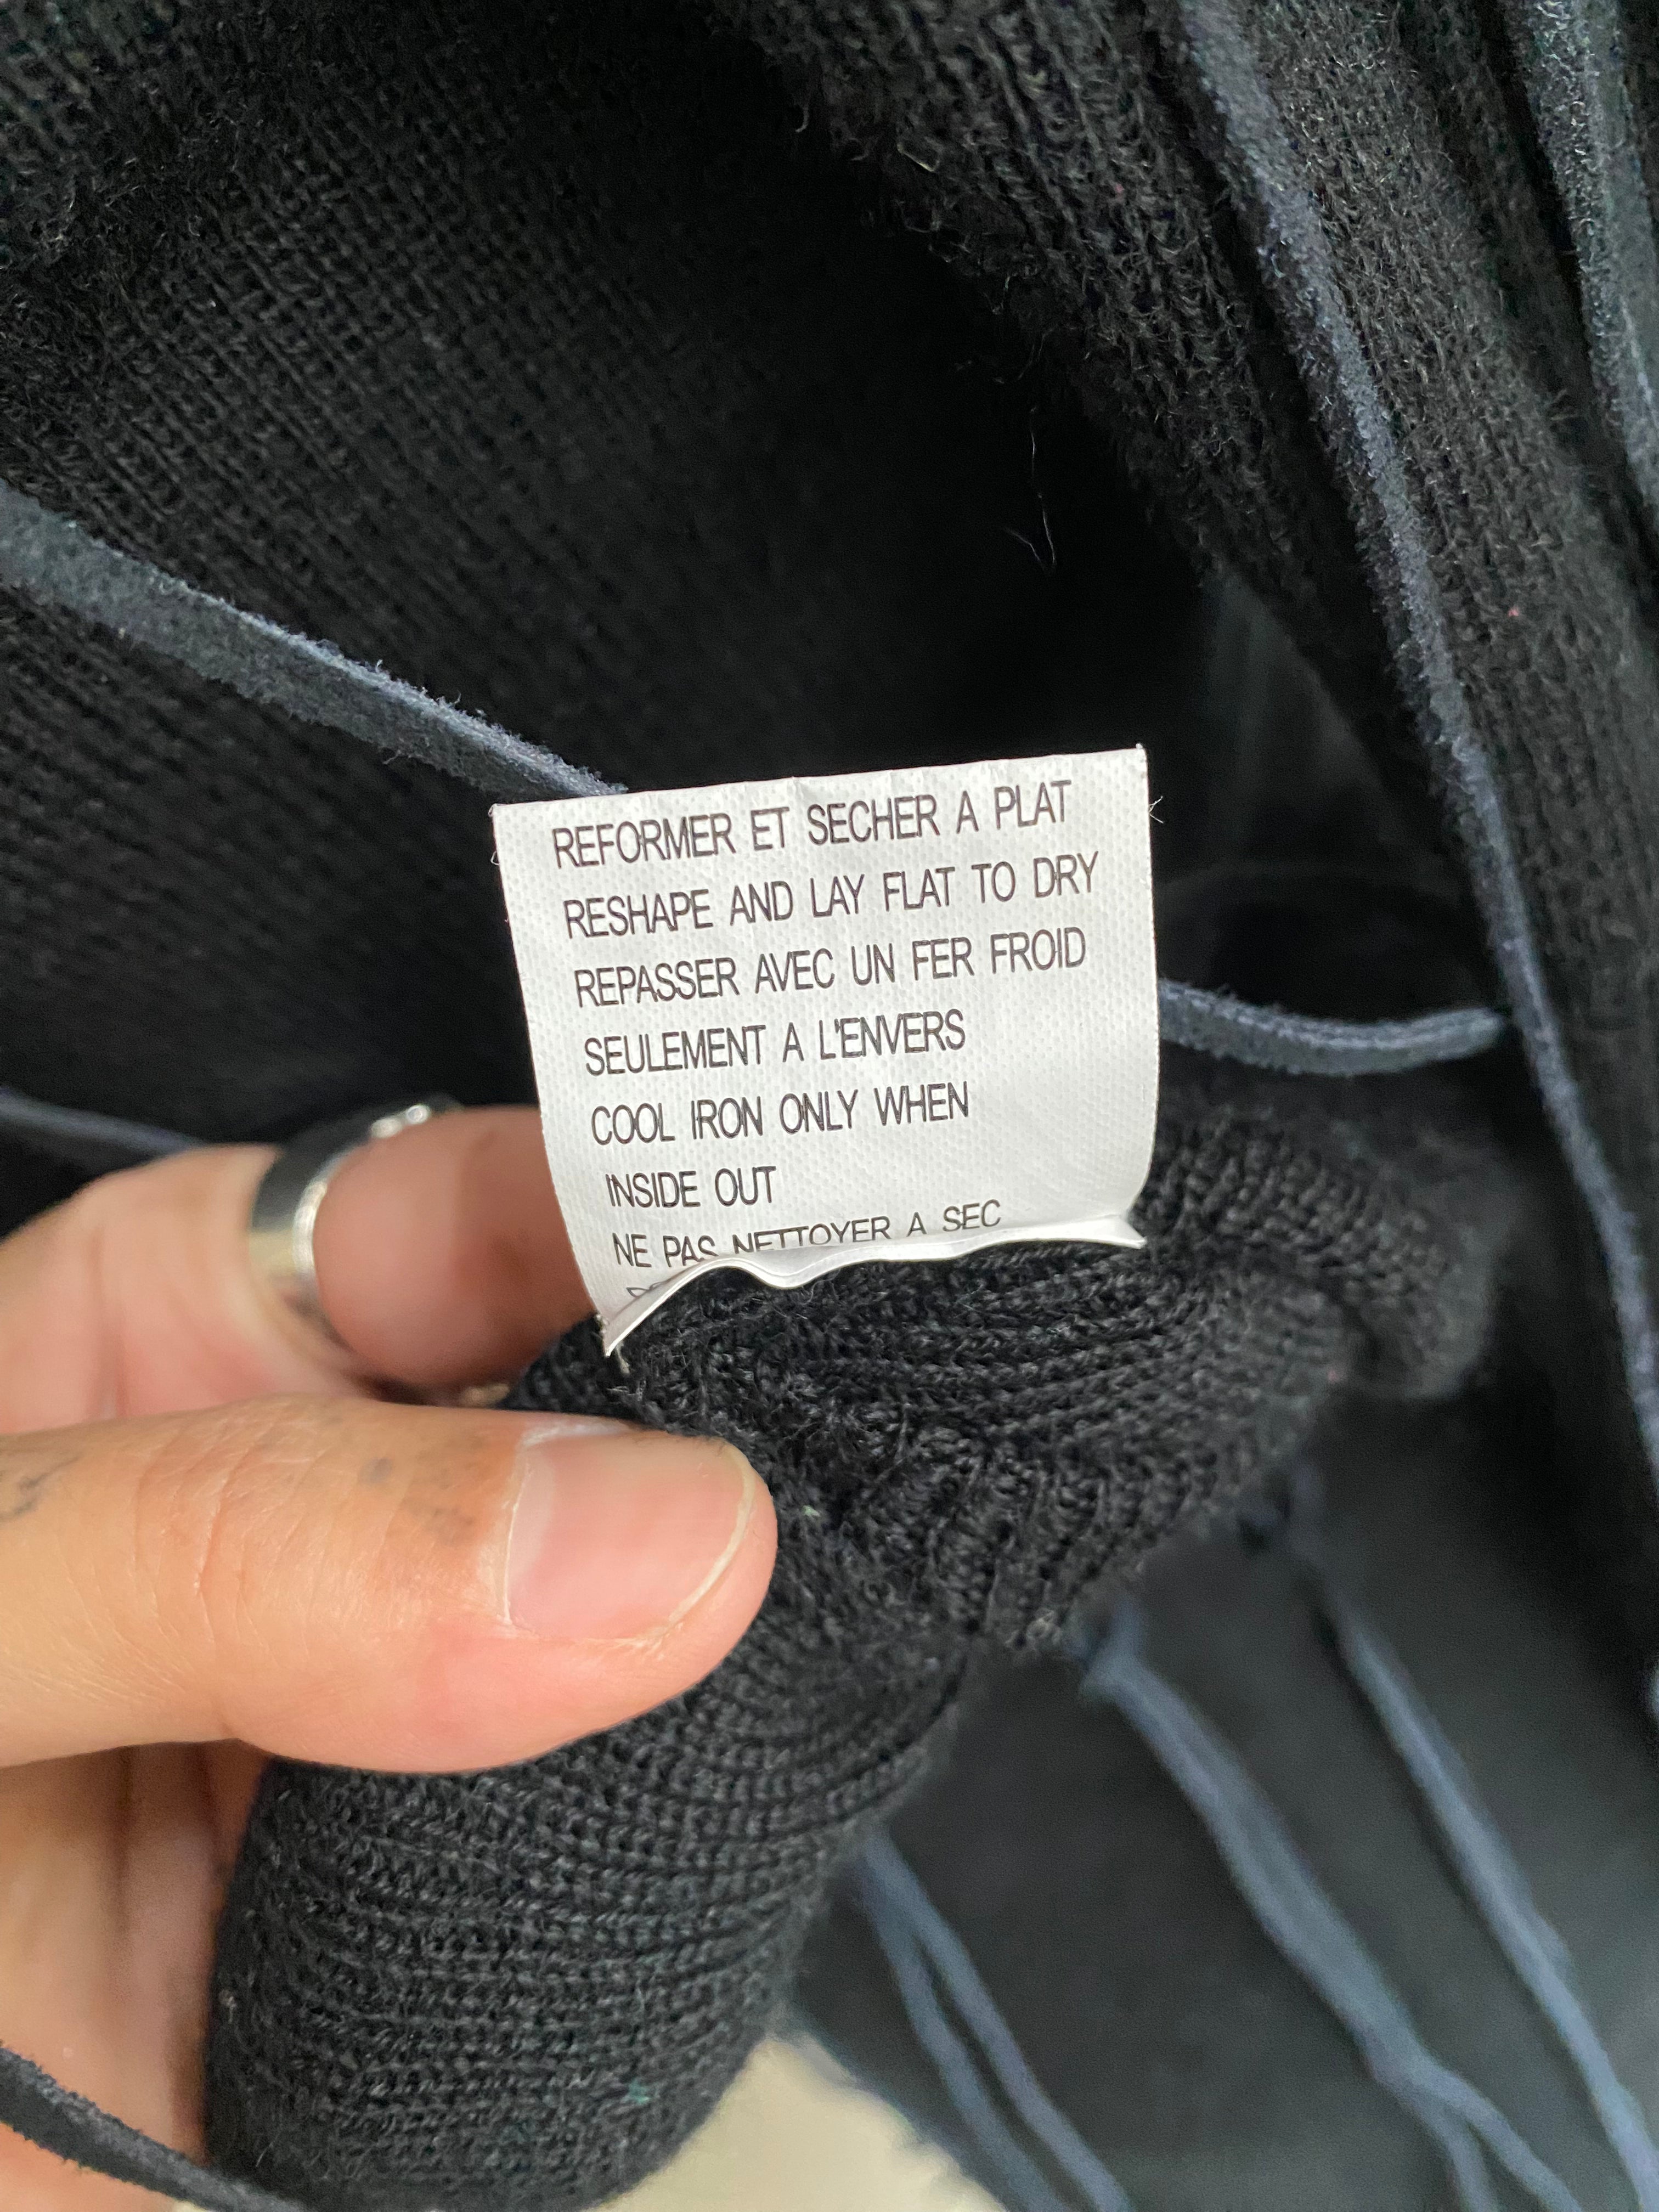 REFORMER ET SECHER A PLAT
RESHAPE AND LAY FLAT TO DRY
REPASSER AVEC UN FER FROID
SEULEMENT A L'ENVERS
COOL IRON ONLY WHEN
INSIDE OUT
NE PAS NETTOYER A SEC